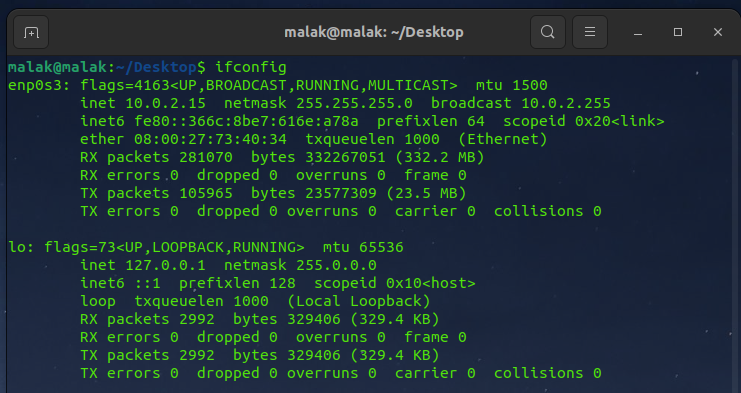 malak@malak: ~/Desktop
malak@malak:~/Desktop$ ifconfig
enp0s3: flags=4163<UP,BROADCAST,RUNNING,MULTICAST>  mtu 1500
        inet 10.0.2.15  netmask 255.255.255.0  broadcast 10.0.2.255
        inet6 fe80::366c:8be7:616e:a78a  prefixlen 64  scopeid 0x20<link>
        ether 08:00:27:73:40:34  txqueuelen 1000  (Ethernet)
        RX packets 281070  bytes 332267051 (332.2 MB)
        RX errors 0  dropped 0  overruns 0  frame 0
        TX packets 105965  bytes 23577309 (23.5 MB)
        TX errors 0  dropped 0 overruns 0  carrier 0  collisions 0
lo: flags=73<UP,LOOPBACK,RUNNING>  mtu 65536
        inet 127.0.0.1  netmask 255.0.0.0
        inet6 ::1  prefixlen 128  scopeid 0x10<host>
        loop  txqueuelen 1000  (Local Loopback)
        RX packets 2992  bytes 329406 (329.4 KB)
        RX errors 0  dropped 0  overruns 0  frame 0
        TX packets 2992  bytes 329406 (329.4 KB)
        TX errors 0  dropped 0 overruns 0  carrier 0  collisions 0